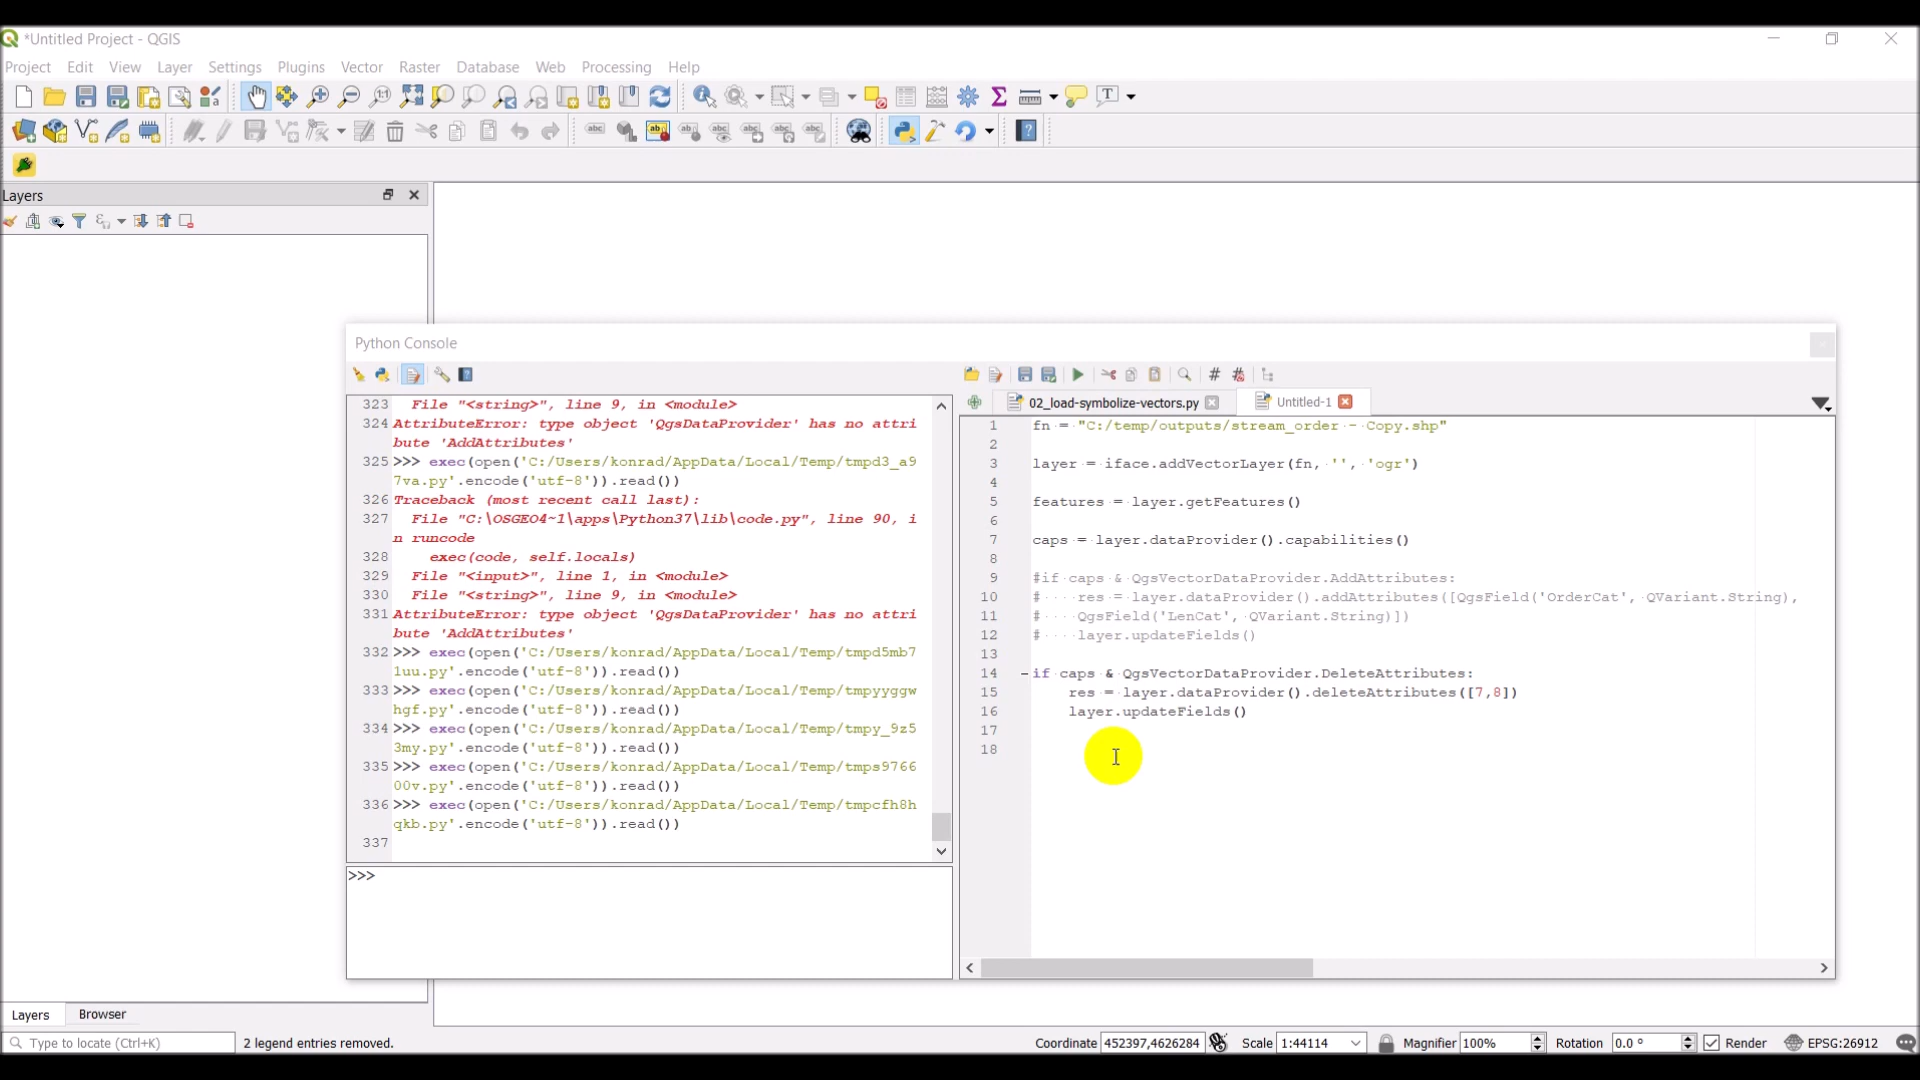 *Untitled Project - QGIS
Project Edit View Layer Settings Plugins Vector Raster Database Web Processing Help
Layers
Python Console
02_load-symbolize-vectors.py Untitled-1
323 File "<string>", line 9, in <module>
324 AttributeError: type object 'QgsDataProvider' has no attri
bute 'AddAttributes'
325 >>> exec(open('C:/Users/konrad/AppData/Local/Temp/tmpd3_a9
7va.py'.encode('utf-8')).read())
326 Traceback (most recent call last):
327 File "C:\OSGEO4~1\apps\Python37\lib\code.py", line 90, i
n runcode
328 exec(code, self.locals)
329 File "<input>", line 1, in <module>
330 File "<string>", line 9, in <module>
331 AttributeError: type object 'QgsDataProvider' has no attri
bute 'AddAttributes'
332 >>> exec(open('C:/Users/konrad/AppData/Local/Temp/tmpd5mb7
1uu.py'.encode('utf-8')).read())
333 >>> exec(open('C:/Users/konrad/AppData/Local/Temp/tmpyyggw
hgf.py'.encode('utf-8')).read())
334 >>> exec(open('C:/Users/konrad/AppData/Local/Temp/tmpy_9z5
3my.py'.encode('utf-8')).read())
335 >>> exec(open('C:/Users/konrad/AppData/Local/Temp/tmps9766
00v.py'.encode('utf-8')).read())
336 >>> exec(open('C:/Users/konrad/AppData/Local/Temp/tmpcfh8h
qkb.py'.encode('utf-8')).read())
337
>>>
1 fn = "C:/temp/outputs/stream_order - Copy.shp"
2
3 layer = iface.addVectorLayer(fn, '', 'ogr')
4
5 features = layer.getFeatures()
6
7 caps = layer.dataProvider().capabilities()
8
9 #if caps & QgsVectorDataProvider.AddAttributes:
10 # res = layer.dataProvider().addAttributes([QgsField('OrderCat', QVariant.String),
11 # QgsField('LenCat', QVariant.String)])
12 # layer.updateFields()
13
14 if caps & QgsVectorDataProvider.DeleteAttributes:
15 res = layer.dataProvider().deleteAttributes([7,8])
16 layer.updateFields()
17
18
Layers Browser
Type to locate (Ctrl+K) 2 legend entries removed. Coordinate 452397,4626284 Scale 1:44114 Magnifier 100% Rotation 0.0 ° Render EPSG:26912